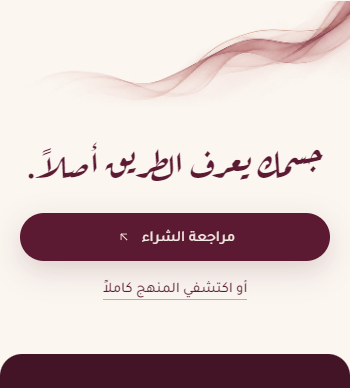 جسمك يعرف الطريق أصلاً.
مراجعة الشراء
أو اكتشفي المنهج كاملاً